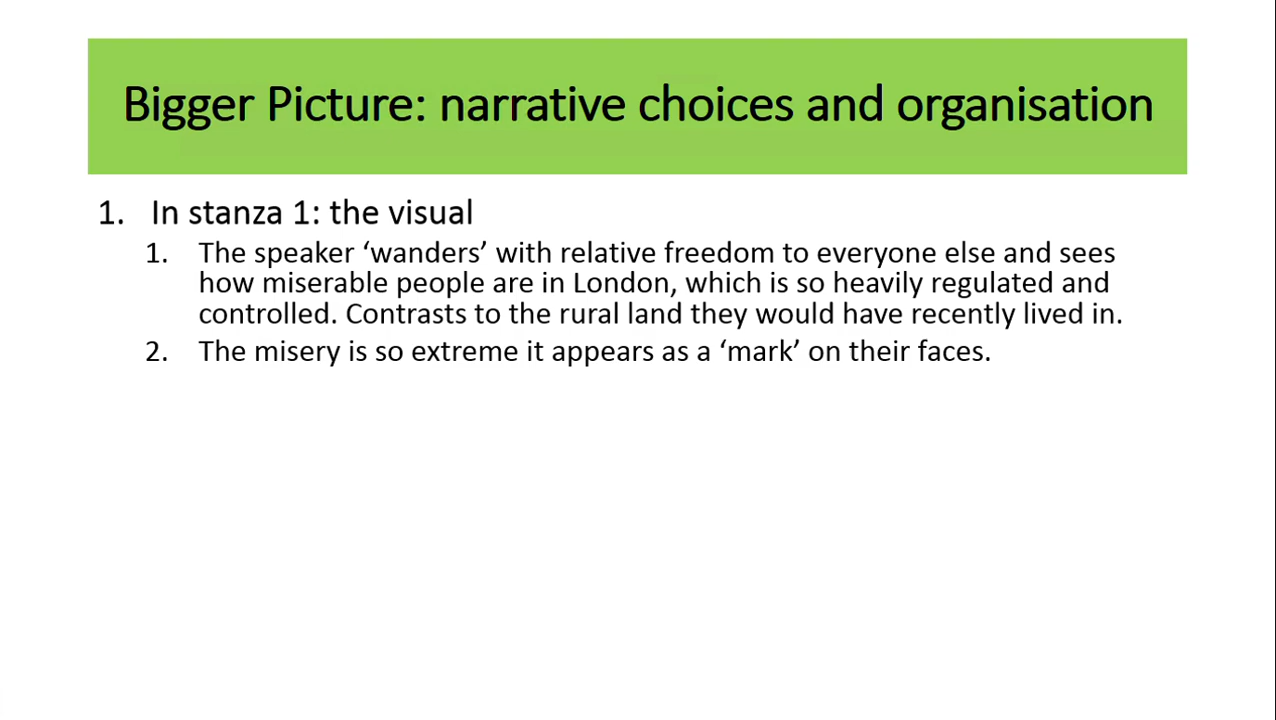 Bigger Picture: narrative choices and organisation
1. In stanza 1: the visual
1. The speaker ‘wanders’ with relative freedom to everyone else and sees
how miserable people are in London, which is so heavily regulated and
controlled. Contrasts to the rural land they would have recently lived in.
2. The misery is so extreme it appears as a ‘mark’ on their faces.